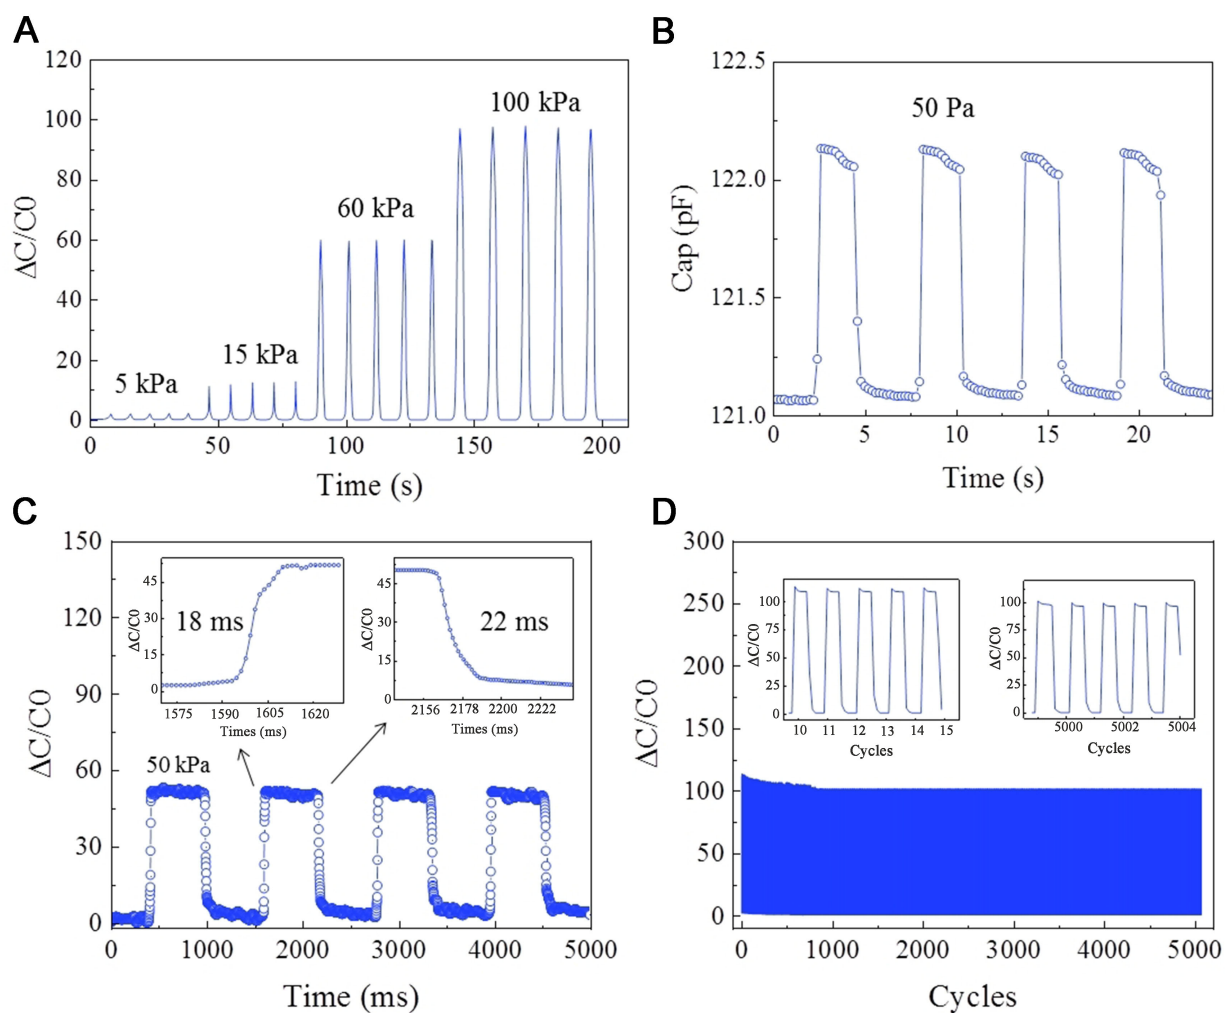 A
120
100
80
60
40
20
0
ΔC/C0
5 kPa
15 kPa
60 kPa
100 kPa
0 50 100 150 200
Time (s)
B
122.5
122.0
121.5
121.0
Cap (pF)
50 Pa
0 5 10 15 20
Time (s)
C
150
120
90
60
30
0
ΔC/C0
45
30
15
0
ΔC/C0
18 ms
1575 1590 1605 1620
Times (ms)
45
30
15
0
ΔC/C0
22 ms
2156 2178 2200 2222
Times (ms)
50 kPa
0 1000 2000 3000 4000 5000
Time (ms)
D
300
250
200
150
100
50
0
ΔC/C0
100
75
50
25
0
ΔC/C0
10 11 12 13 14 15
Cycles
100
75
50
25
0
ΔC/C0
5000 5002 5004
Cycles
0 1000 2000 3000 4000 5000
Cycles